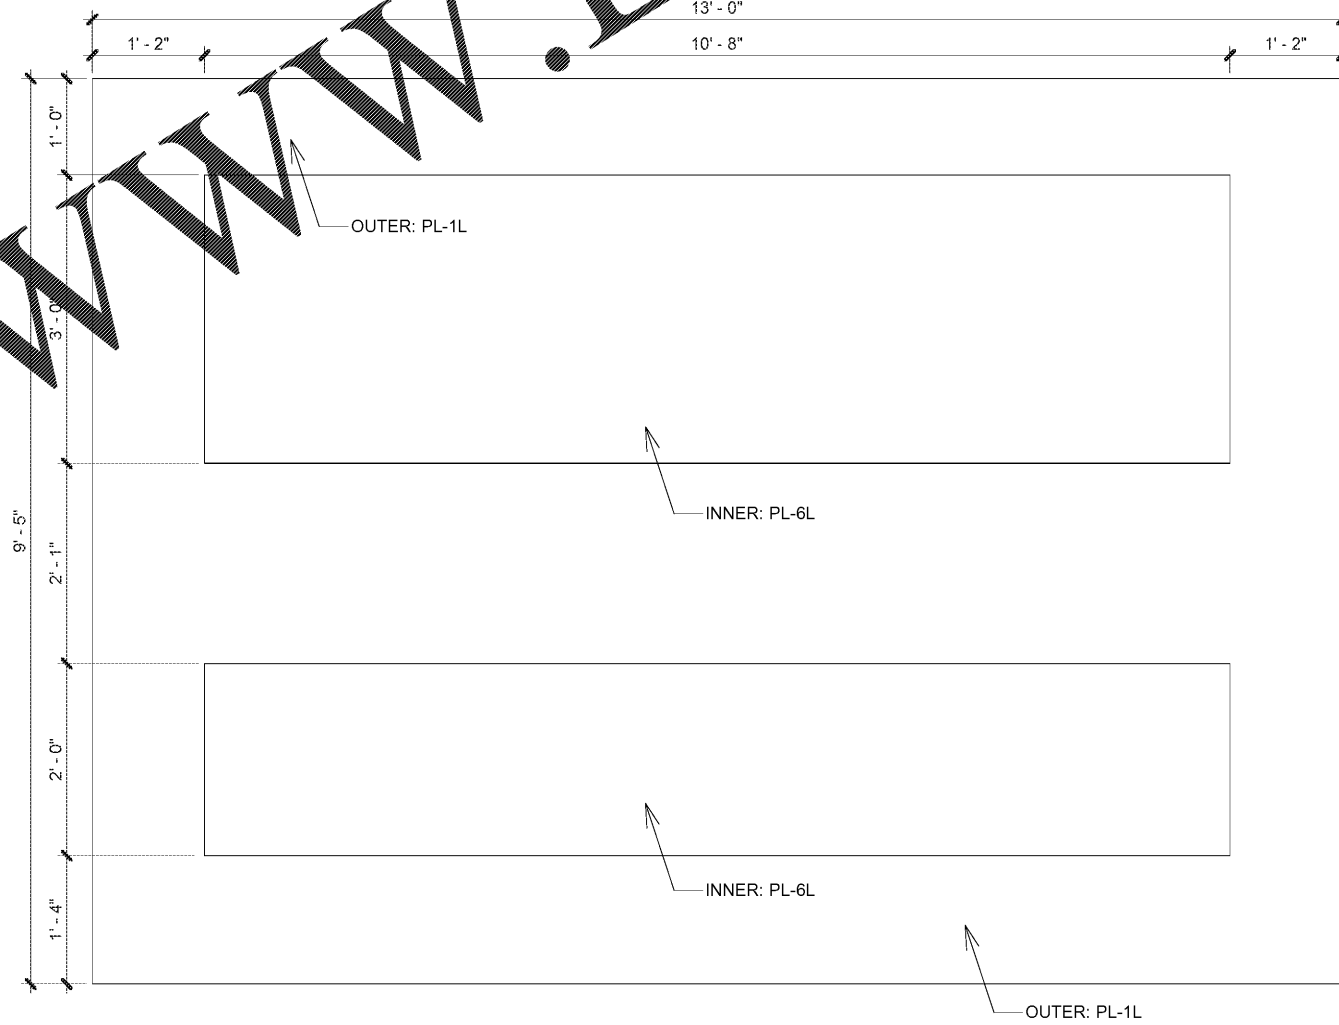 13' - 0"
1' - 2"
10' - 8"
1' - 2"
1' - 0"
OUTER: PL-1L
3' - 0"
INNER: PL-6L
9' - 5"
2' - 1"
2' - 0"
INNER: PL-6L
1' - 4"
OUTER: PL-1L
WWW.